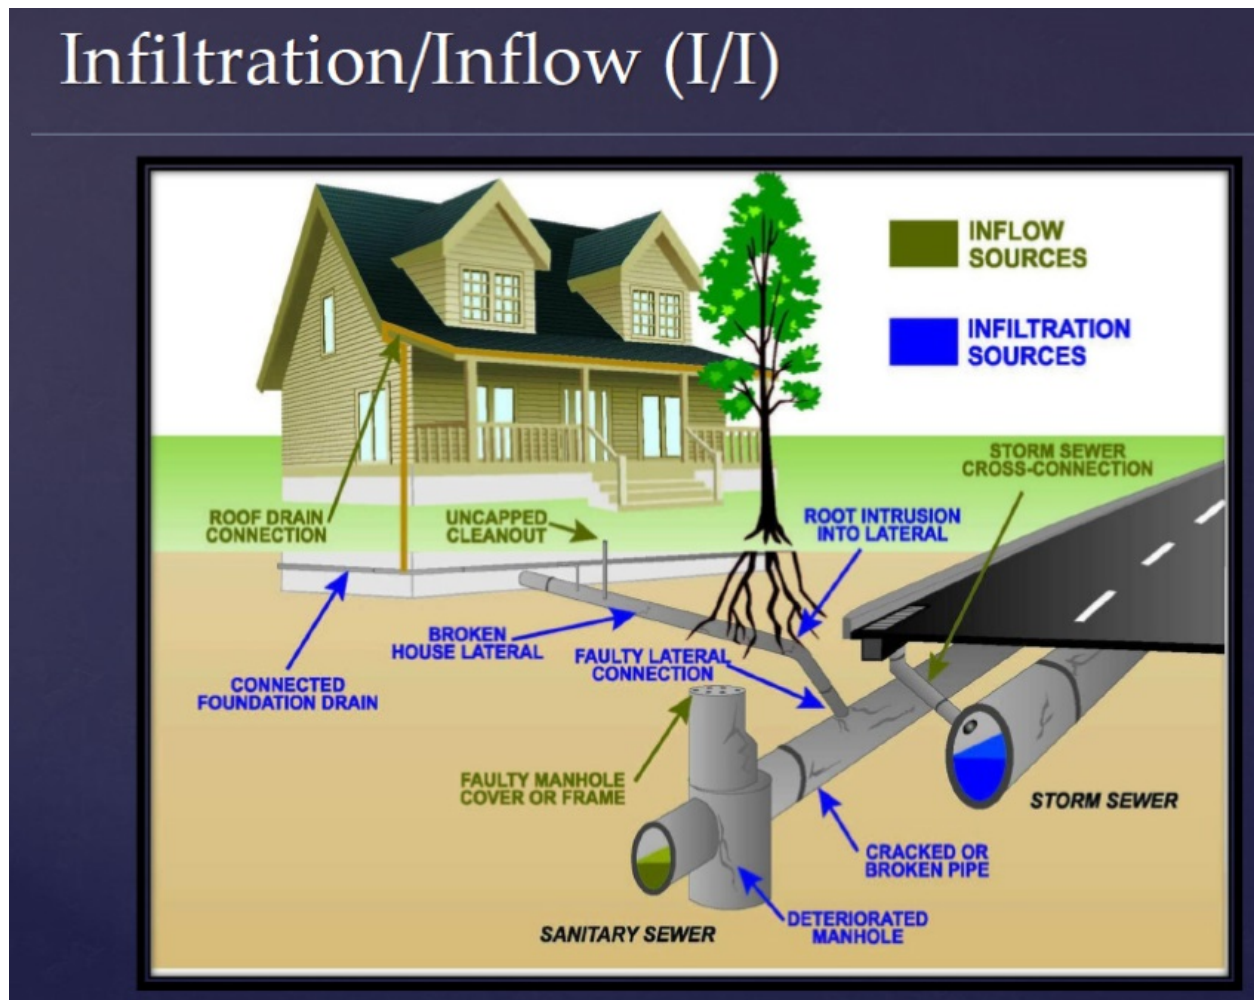 Infiltration/Inflow (I/I)
INFLOW
SOURCES
INFILTRATION
SOURCES
STORM SEWER
CROSS-CONNECTION
ROOF DRAIN
CONNECTION
UNCAPPED
CLEANOUT
ROOT INTRUSION
INTO LATERAL
BROKEN
HOUSE LATERAL
FAULTY LATERAL
CONNECTION
CONNECTED
FOUNDATION DRAIN
FAULTY MANHOLE
COVER OR FRAME
STORM SEWER
CRACKED OR
BROKEN PIPE
DETERIORATED
MANHOLE
SANITARY SEWER